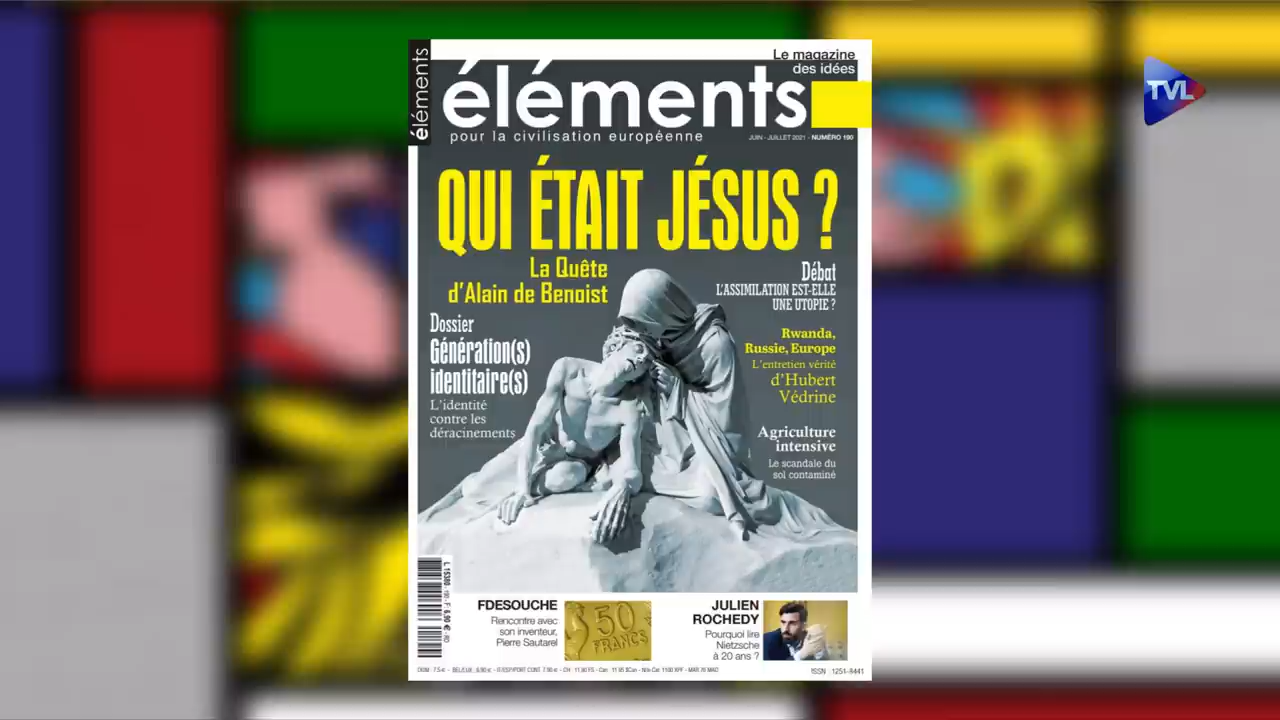 TVL
Le magazine
des idées
éléments
éléments
pour la civilisation européenne
JUIN - JUILLET 2021 - NUMÉRO 190
QUI ÉTAIT JÉSUS ?
La Quête
d'Alain de Benoist
Débat
L'ASSIMILATION EST-ELLE
UNE UTOPIE ?
Dossier
Génération(s)
identitaire(s)
L'identité
contre les
déracinements
Rwanda,
Russie, Europe
L'entretien vérité
d'Hubert
Védrine
Agriculture
intensive
Le scandale du
sol contaminé
FDESOUCHE
Rencontre avec
son inventeur,
Pierre Sautarel
50
FRANCS
JULIEN
ROCHEDY
Pourquoi lire
Nietzsche
à 20 ans ?
ISSN : 1251-8441